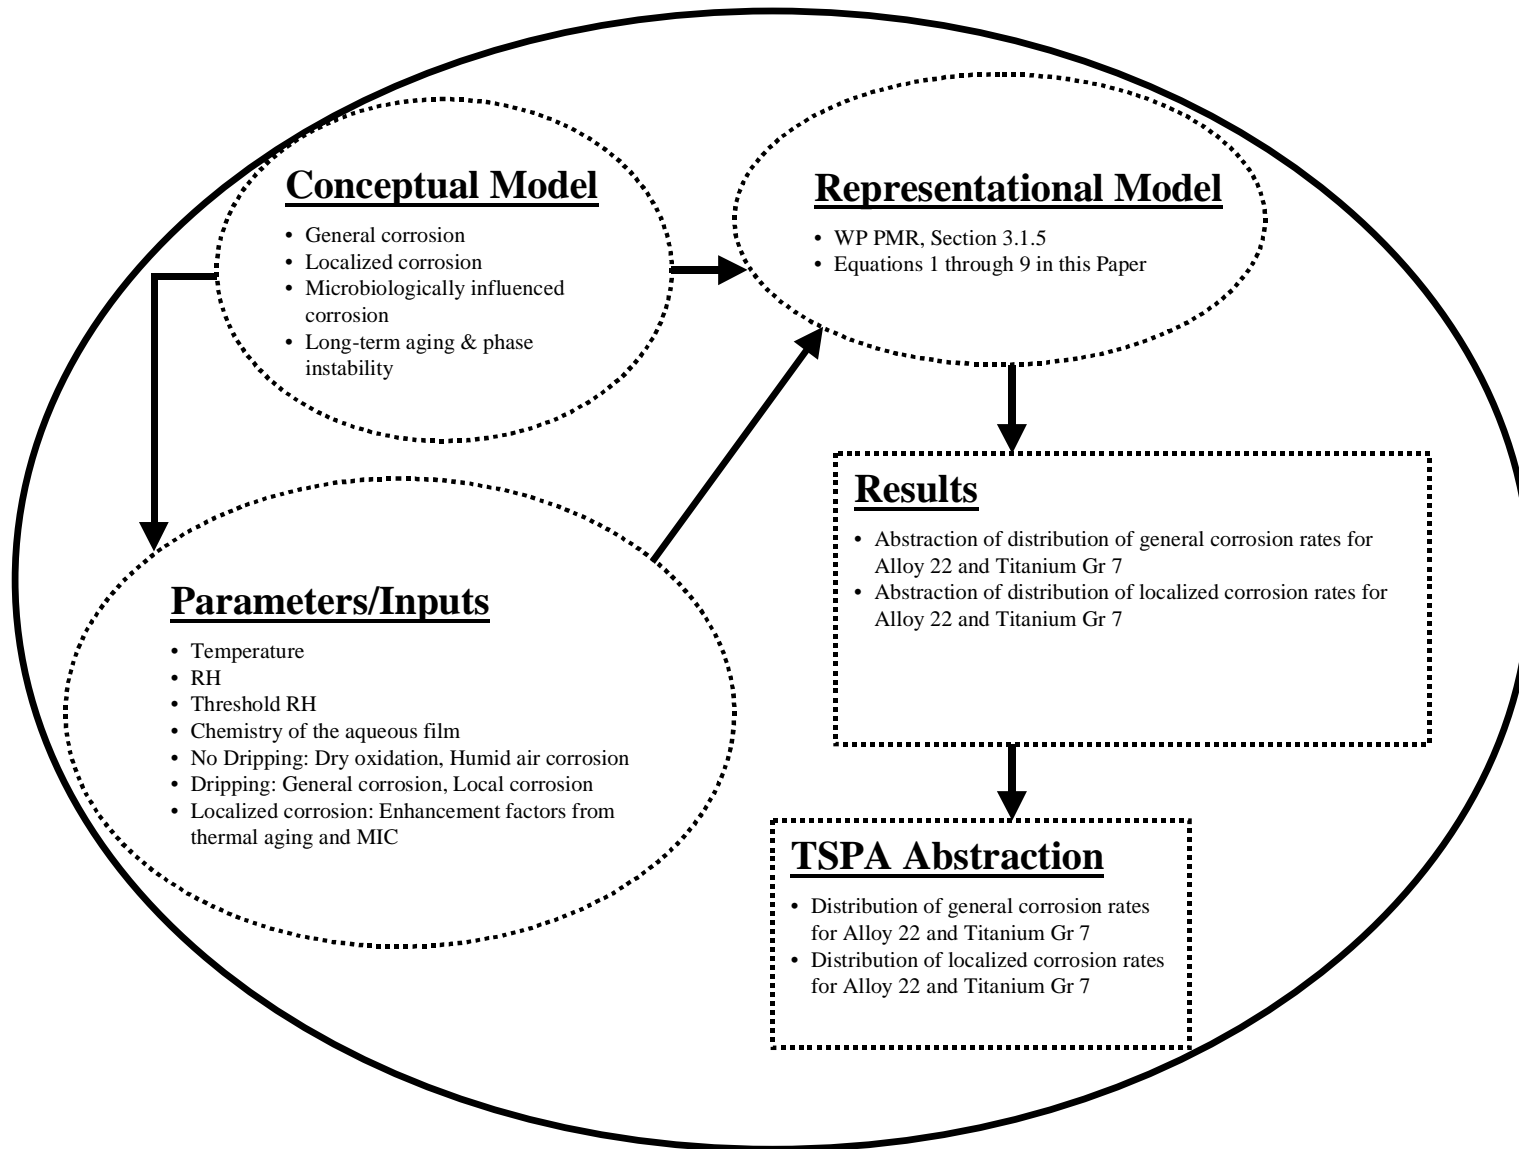 Conceptual Model
• General corrosion
• Localized corrosion
• Microbiologically influenced
corrosion
• Long-term aging & phase
instability
Representational Model
• WP PMR, Section 3.1.5
• Equations 1 through 9 in this Paper
Parameters/Inputs
• Temperature
• RH
• Threshold RH
• Chemistry of the aqueous film
• No Dripping: Dry oxidation, Humid air corrosion
• Dripping: General corrosion, Local corrosion
• Localized corrosion: Enhancement factors from
thermal aging and MIC
Results
• Abstraction of distribution of general corrosion rates for
Alloy 22 and Titanium Gr 7
• Abstraction of distribution of localized corrosion rates for
Alloy 22 and Titanium Gr 7
TSPA Abstraction
• Distribution of general corrosion rates
for Alloy 22 and Titanium Gr 7
• Distribution of localized corrosion rates
for Alloy 22 and Titanium Gr 7